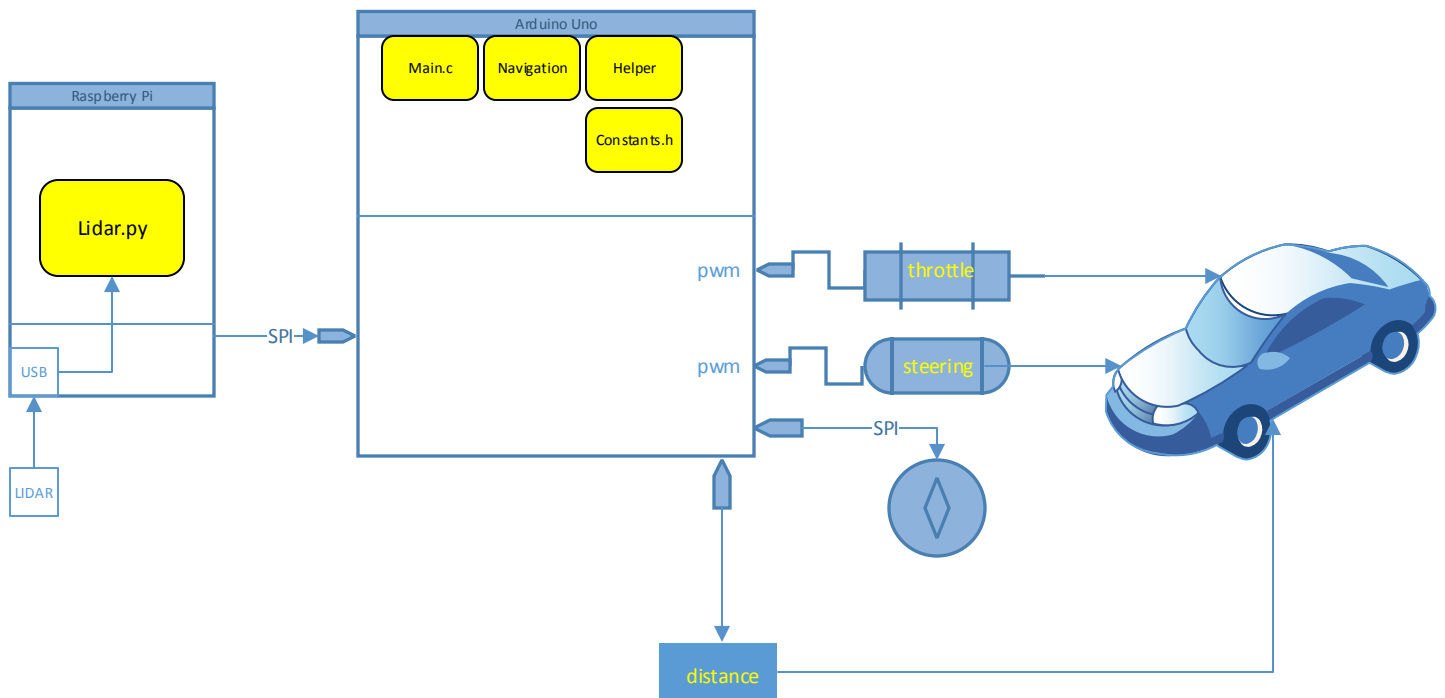 Arduino Uno
Main.c
Navigation
Helper
Constants.h
Raspberry Pi
Lidar.py
USB
LIDAR
SPI
pwm
throttle
pwm
steering
SPI
distance